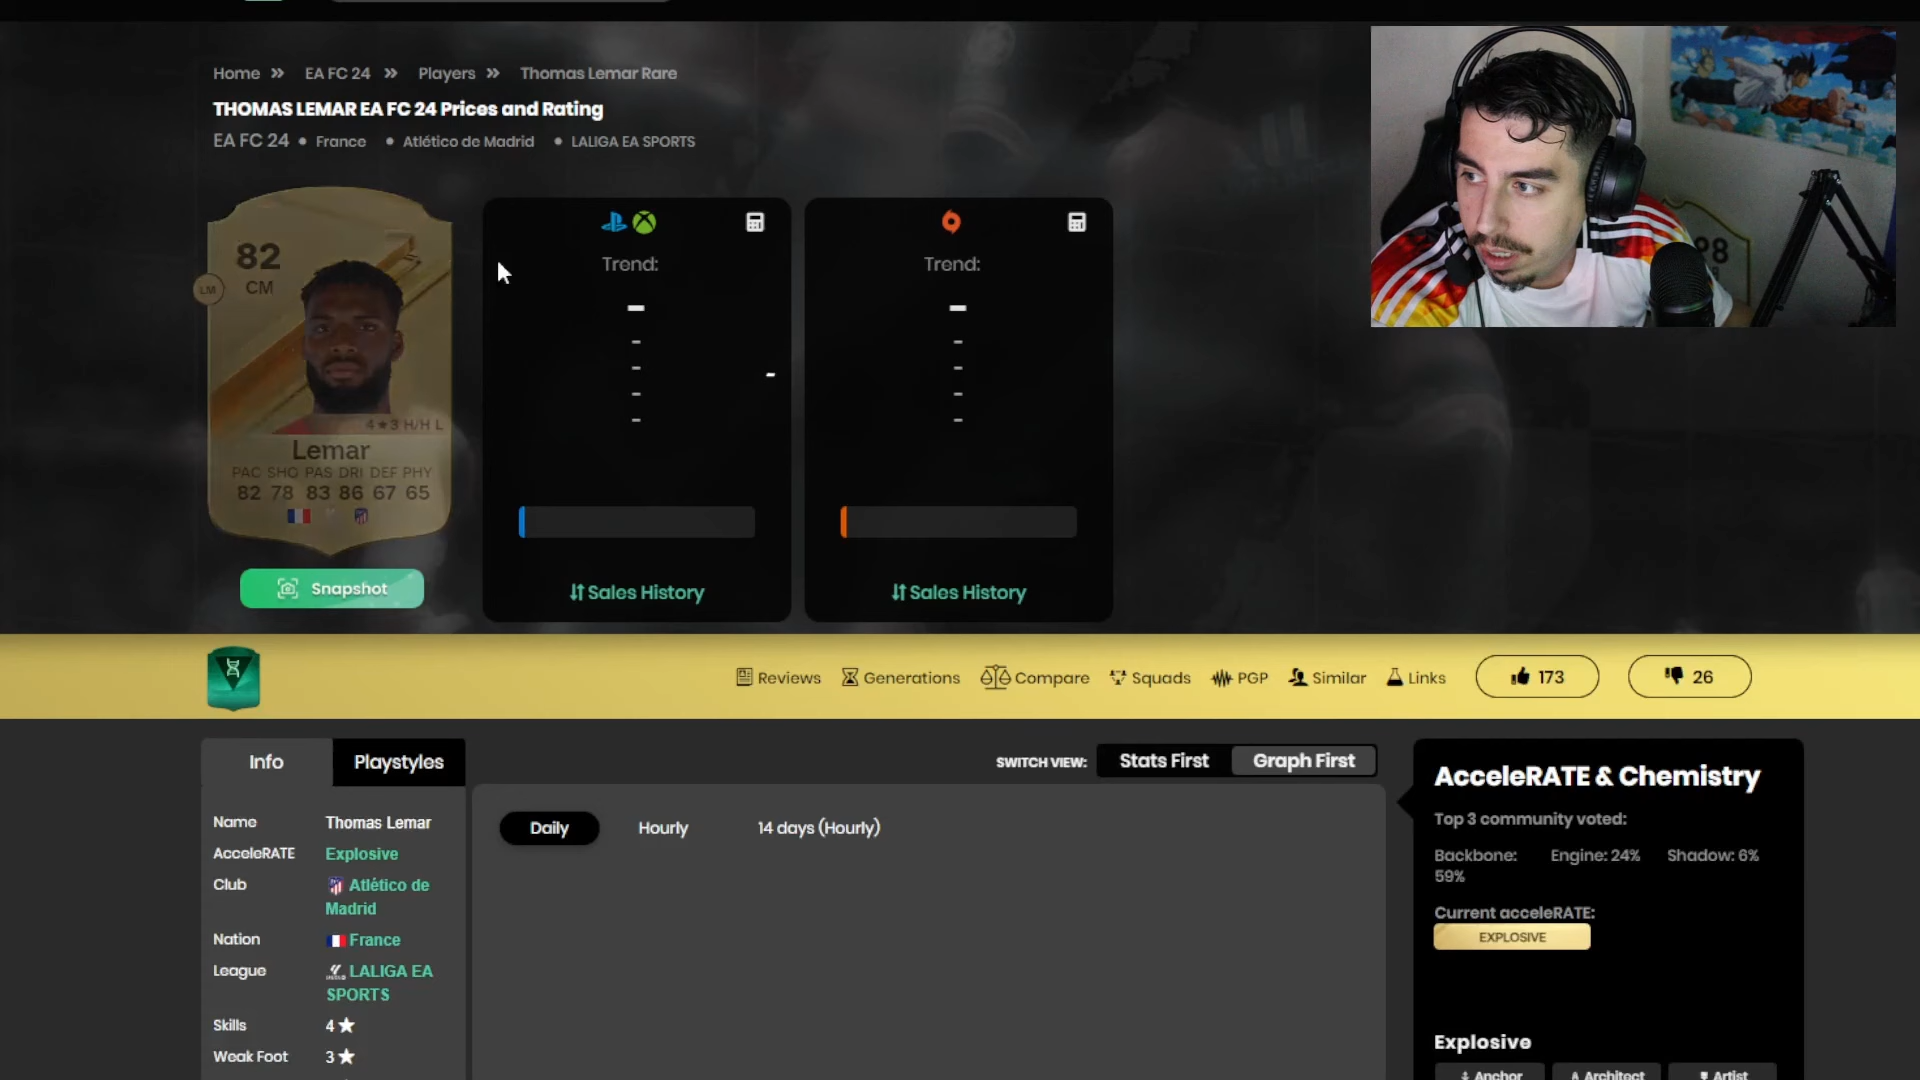 Home » EA FC 24 » Players » Thomas Lemar Rare
THOMAS LEMAR EA FC 24 Prices and Rating
EA FC 24 • France • Atlético de Madrid • LALIGA EA SPORTS
82
CM
LM
4★3 H/H L
Lemar
PAC SHO PAS DRI DEF PHY
82 78 83 86 67 65
Snapshot
Trend:
-
-
-
-
-
-
Sales History
Trend:
-
-
-
-
-
Sales History
98
Reviews Generations Compare Squads PGP Similar Links 173 26
Info Playstyles
SWITCH VIEW: Stats First Graph First
Name Thomas Lemar
AcceleRATE Explosive
Club Atlético de
Madrid
Nation France
League LALIGA EA
SPORTS
Skills 4 ★
Weak Foot 3 ★
Daily Hourly 14 days (Hourly)
AcceleRATE & Chemistry
Top 3 community voted:
Backbone: Engine: 24% Shadow: 6%
59%
Current acceleRATE:
EXPLOSIVE
Explosive
Anchor Architect Artist